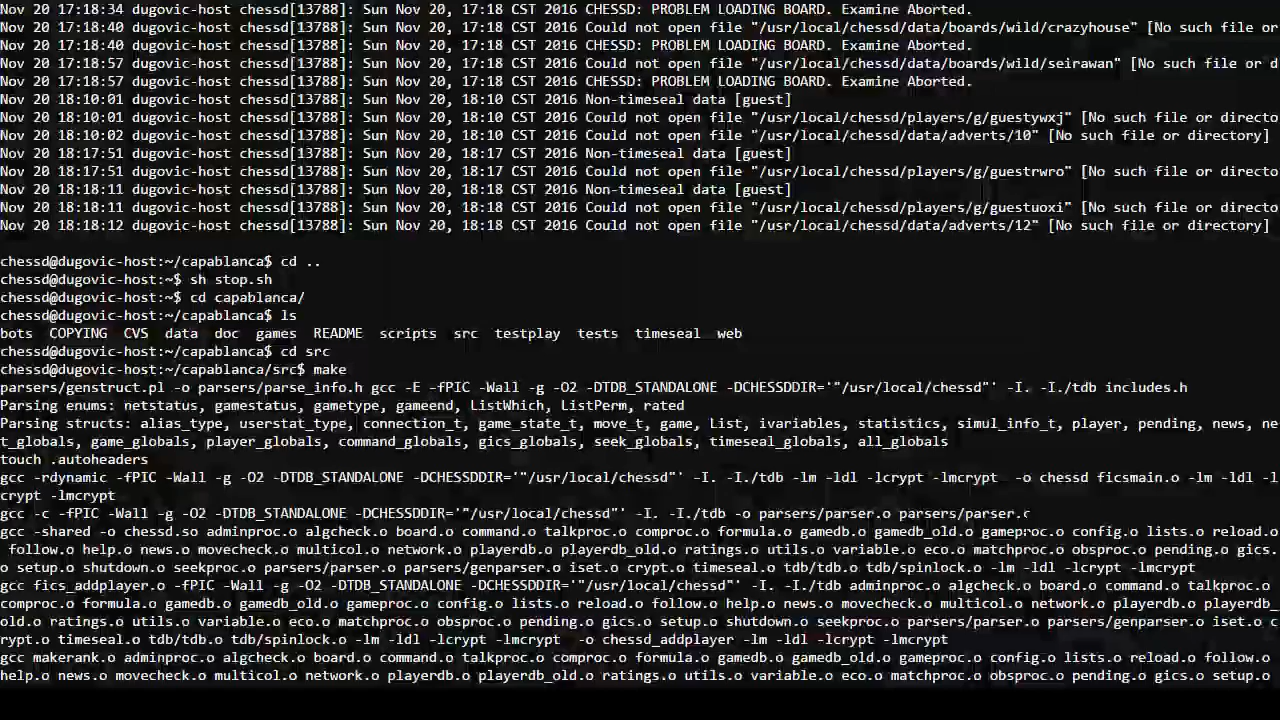 Nov 20 17:18:34 dugovic-host chessd[13788]: Sun Nov 20, 17:18 CST 2016 CHESSD: PROBLEM LOADING BOARD. Examine Aborted.
Nov 20 17:18:40 dugovic-host chessd[13788]: Sun Nov 20, 17:18 CST 2016 Could not open file "/usr/local/chessd/data/boards/wild/crazyhouse" [No such file or
Nov 20 17:18:40 dugovic-host chessd[13788]: Sun Nov 20, 17:18 CST 2016 CHESSD: PROBLEM LOADING BOARD. Examine Aborted.
Nov 20 17:18:57 dugovic-host chessd[13788]: Sun Nov 20, 17:18 CST 2016 Could not open file "/usr/local/chessd/data/boards/wild/seirawan" [No such file or d
Nov 20 17:18:57 dugovic-host chessd[13788]: Sun Nov 20, 17:18 CST 2016 CHESSD: PROBLEM LOADING BOARD. Examine Aborted.
Nov 20 18:10:01 dugovic-host chessd[13788]: Sun Nov 20, 18:10 CST 2016 Non-timeseal data [guest]
Nov 20 18:10:01 dugovic-host chessd[13788]: Sun Nov 20, 18:10 CST 2016 Could not open file "/usr/local/chessd/players/g/guestywxj" [No such file or directo
Nov 20 18:10:02 dugovic-host chessd[13788]: Sun Nov 20, 18:10 CST 2016 Could not open file "/usr/local/chessd/data/adverts/10" [No such file or directory]
Nov 20 18:17:51 dugovic-host chessd[13788]: Sun Nov 20, 18:17 CST 2016 Non-timeseal data [guest]
Nov 20 18:17:51 dugovic-host chessd[13788]: Sun Nov 20, 18:17 CST 2016 Could not open file "/usr/local/chessd/players/g/guestrwro" [No such file or directo
Nov 20 18:18:11 dugovic-host chessd[13788]: Sun Nov 20, 18:18 CST 2016 Non-timeseal data [guest]
Nov 20 18:18:11 dugovic-host chessd[13788]: Sun Nov 20, 18:18 CST 2016 Could not open file "/usr/local/chessd/players/g/guestuoxi" [No such file or directo
Nov 20 18:18:12 dugovic-host chessd[13788]: Sun Nov 20, 18:18 CST 2016 Could not open file "/usr/local/chessd/data/adverts/12" [No such file or directory]
chessd@dugovic-host:~/capablanca$ cd ..
chessd@dugovic-host:~$ sh stop.sh
chessd@dugovic-host:~$ cd capablanca/
chessd@dugovic-host:~/capablanca$ ls
bots COPYING CVS data doc games README scripts src testplay tests timeseal web
chessd@dugovic-host:~/capablanca$ cd src
chessd@dugovic-host:~/capablanca/src$ make
parsers/genstruct.pl -o parsers/parse_info.h gcc -E -fPIC -Wall -g -O2 -DTDB_STANDALONE -DCHESSDDIR='"/usr/local/chessd"' -I. -I./tdb includes.h
Parsing enums: netstatus, gamestatus, gametype, gameend, ListWhich, ListPerm, rated
Parsing structs: alias_type, userstat_type, connection_t, game_state_t, move_t, game, List, ivariables, statistics, simul_info_t, player, pending, news, ne
t_globals, game_globals, player_globals, command_globals, gics_globals, seek_globals, timeseal_globals, all_globals
touch .autoheaders
gcc -rdynamic -fPIC -Wall -g -O2 -DTDB_STANDALONE -DCHESSDDIR='"/usr/local/chessd"' -I. -I./tdb -lm -ldl -lcrypt -lmcrypt  -o chessd ficsmain.o -lm -ldl -l
crypt -lmcrypt
gcc -c -fPIC -Wall -g -O2 -DTDB_STANDALONE -DCHESSDDIR='"/usr/local/chessd"' -I. -I./tdb -o parsers/parser.o parsers/parser.c
gcc -shared -o chessd.so adminproc.o algcheck.o board.o command.o talkproc.o comproc.o formula.o gamedb.o gamedb_old.o gameproc.o config.o lists.o reload.o
follow.o help.o news.o movecheck.o multicol.o network.o playerdb.o playerdb_old.o ratings.o utils.o variable.o eco.o matchproc.o obsproc.o pending.o gics.
o setup.o shutdown.o seekproc.o parsers/parser.o parsers/genparser.o iset.o crypt.o timeseal.o tdb/tdb.o tdb/spinlock.o -lm -ldl -lcrypt -lmcrypt
gcc fics_addplayer.o -fPIC -Wall -g -O2 -DTDB_STANDALONE -DCHESSDDIR='"/usr/local/chessd"' -I. -I./tdb adminproc.o algcheck.o board.o command.o talkproc.o
comproc.o formula.o gamedb.o gamedb_old.o gameproc.o config.o lists.o reload.o follow.o help.o news.o movecheck.o multicol.o network.o playerdb.o playerdb_
old.o ratings.o utils.o variable.o eco.o matchproc.o obsproc.o pending.o gics.o setup.o shutdown.o seekproc.o parsers/parser.o parsers/genparser.o iset.o c
rypt.o timeseal.o tdb/tdb.o tdb/spinlock.o -lm -ldl -lcrypt -lmcrypt  -o chessd_addplayer -lm -ldl -lcrypt -lmcrypt
gcc makerank.o adminproc.o algcheck.o board.o command.o talkproc.o comproc.o formula.o gamedb.o gamedb_old.o gameproc.o config.o lists.o reload.o follow.o
help.o news.o movecheck.o multicol.o network.o playerdb.o playerdb_old.o ratings.o utils.o variable.o eco.o matchproc.o obsproc.o pending.o gics.o setup.o